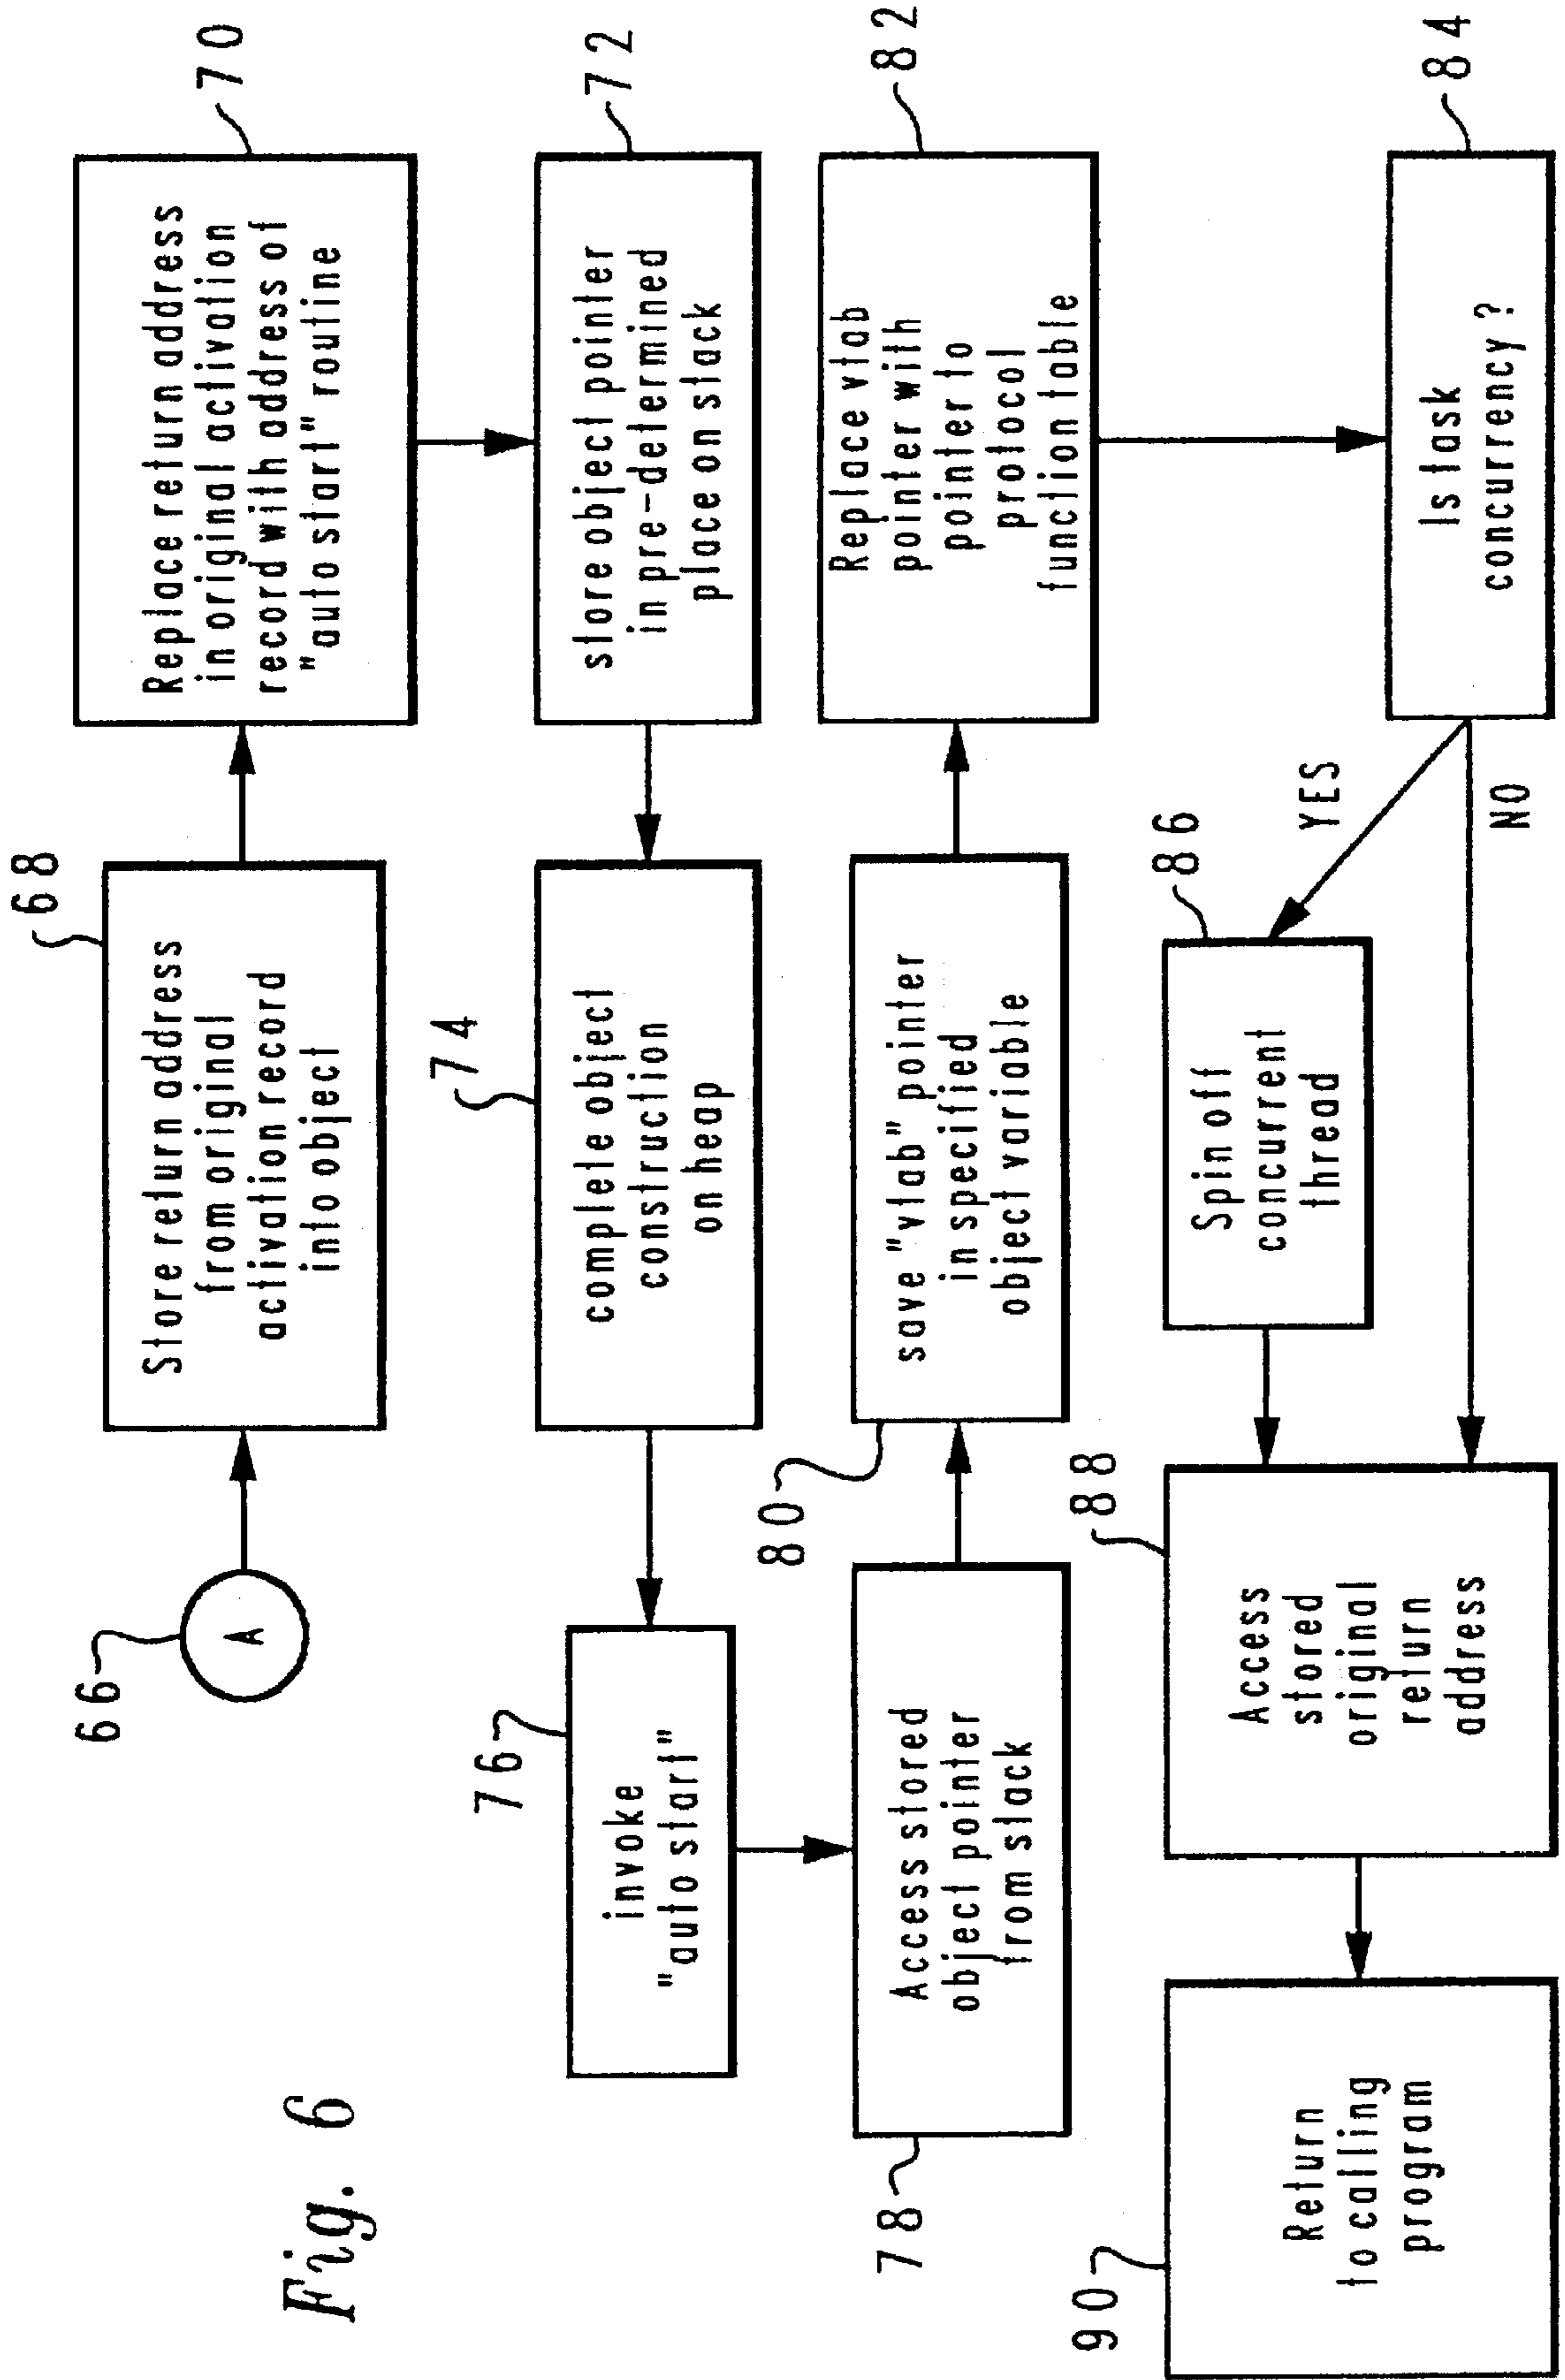 Fig. 6
66
A
68
Store return address
from original
activation record
into object
70
Replace return address
in original activation
record with address of
"auto start" routine
72
store object pointer
in pre-determined
place on stack
74
complete object
construction
on heap
76
invoke
"auto start"
78
Access stored
object pointer
from stack
80
save "vtab" pointer
in specified
object variable
82
Replace vtab
pointer with
pointer to
protocol
function table
84
Is task
concurrency?
YES
NO
86
Spin off
concurrent
thread
88
Access
stored
original
return
address
90
Return
to calling
program